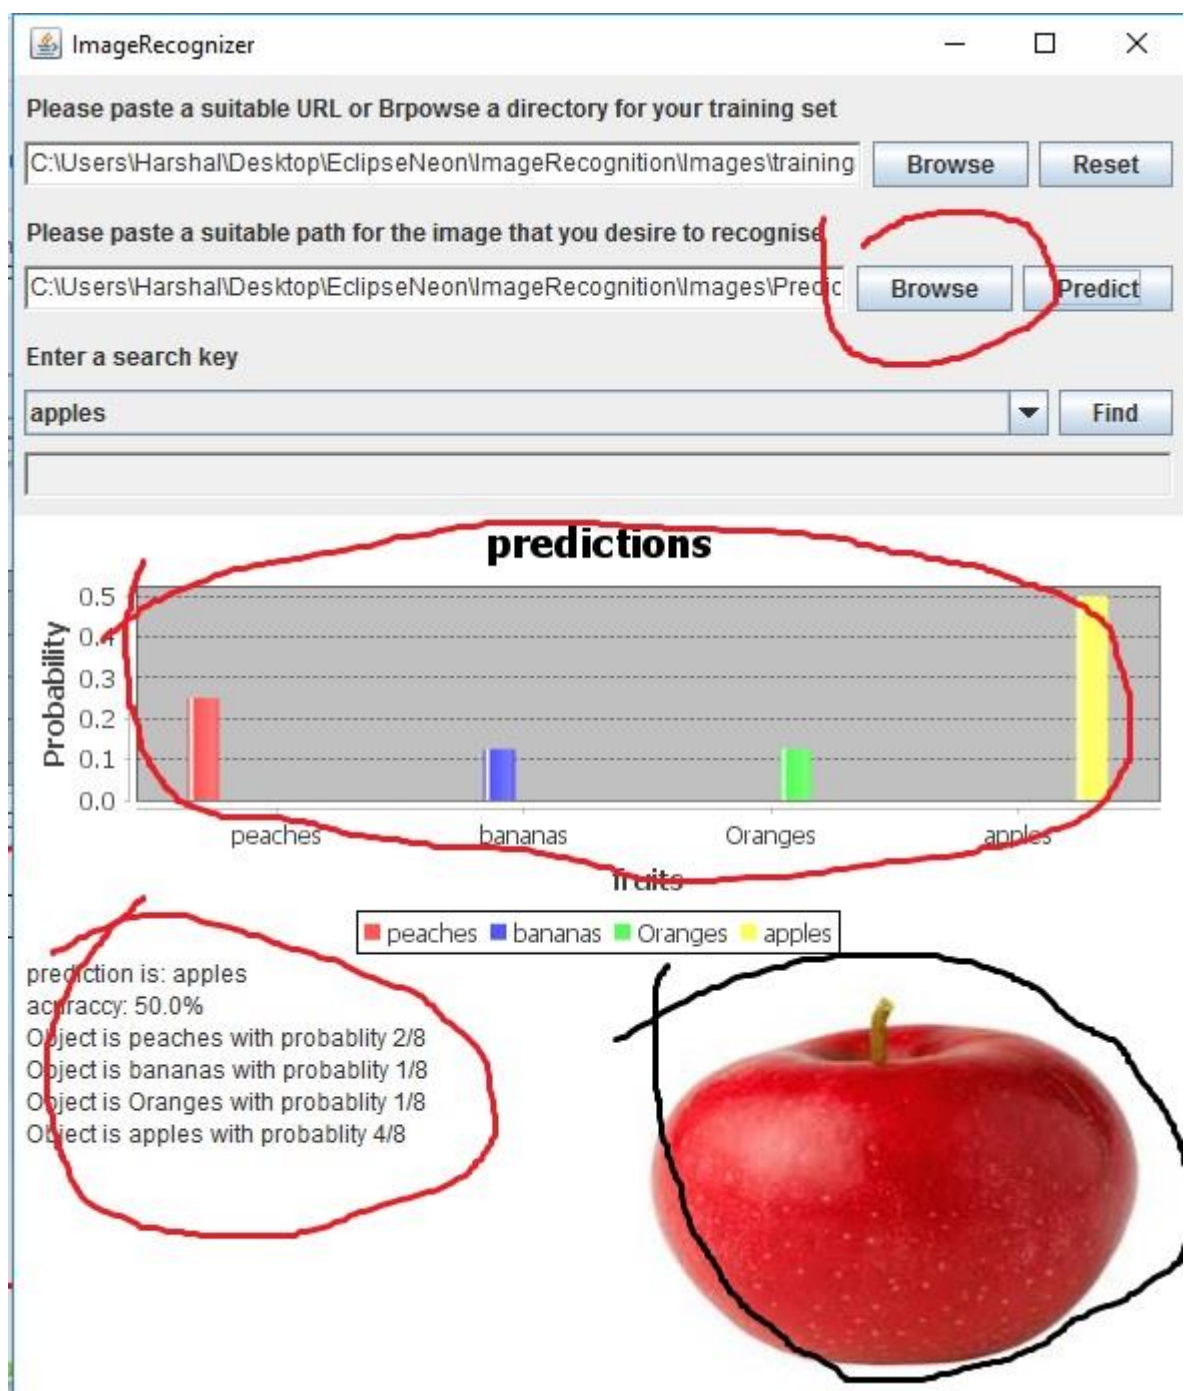 ImageRecognizer
Please paste a suitable URL or Brpowse a directory for your training set
C:\Users\Harshal\Desktop\EclipseNeon\ImageRecognition\Images\training Browse Reset
Please paste a suitable path for the image that you desire to recognise
C:\Users\Harshal\Desktop\EclipseNeon\ImageRecognition\Images\Predic Browse Predict
Enter a search key
apples Find
predictions
Probability
0.5
0.4
0.3
0.2
0.1
0.0
peaches bananas Oranges apples
fruits
peaches bananas Oranges apples
prediction is: apples
acuraccy: 50.0%
Object is peaches with probablity 2/8
Object is bananas with probablity 1/8
Object is Oranges with probablity 1/8
Object is apples with probablity 4/8